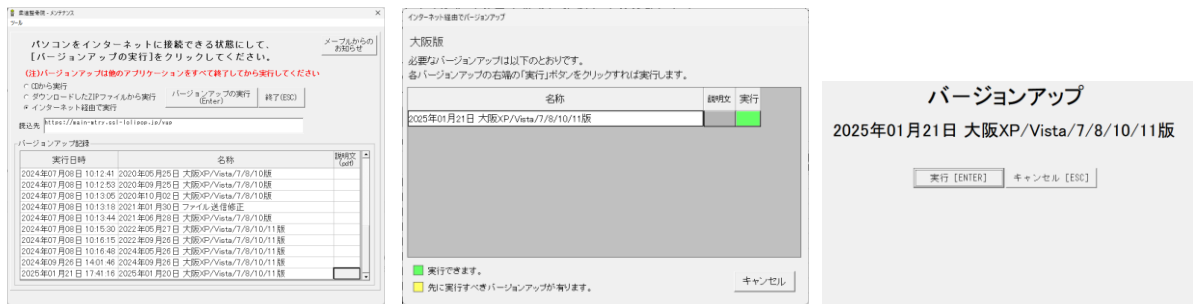 柔道整骨院 - メンテナンス
ツール
パソコンをインターネットに接続できる状態にして、
[バージョンアップの実行]をクリックしてください。
メープルからの
お知らせ
(注)バージョンアップは他のアプリケーションをすべて終了してから実行してください
CDから実行
ダウンロードしたZIPファイルから実行
インターネット経由で実行
バージョンアップの実行
(Enter)
終了(ESC)
読込先
バージョンアップ記録
実行日時 名称 説明文
(pdf)
2024年07月08日 10:12:41 2020年05月25日 大阪XP/Vista/7/8/10版
2024年07月08日 10:12:53 2020年09月25日 大阪XP/Vista/7/8/10版
2024年07月08日 10:13:05 2020年10月02日 大阪XP/Vista/7/8/10版
2024年07月08日 10:13:18 2021年01月30日 ファイル送信修正
2024年07月08日 10:13:44 2021年06月28日 大阪XP/Vista/7/8/10版
2024年07月08日 10:15:30 2022年05月27日 大阪XP/Vista/7/8/10/11版
2024年07月08日 10:16:15 2022年09月26日 大阪XP/Vista/7/8/10/11版
2024年07月08日 10:16:48 2024年05月26日 大阪XP/Vista/7/8/10/11版
2024年09月26日 14:01:46 2024年09月26日 大阪XP/Vista/7/8/10/11版
2025年01月21日 17:41:16 2025年01月20日 大阪XP/Vista/7/8/10/11版
インターネット経由でバージョンアップ
大阪版
必要なバージョンアップは以下のとおりです。
各バージョンアップの右端の「実行」ボタンをクリックすれば実行します。
名称 説明文 実行
2025年01月21日 大阪XP/Vista/7/8/10/11版
実行できます。
先に実行すべきバージョンアップが有ります。
キャンセル
バージョンアップ
2025年01月21日 大阪XP/Vista/7/8/10/11版
実行 [ENTER]
キャンセル [ESC]